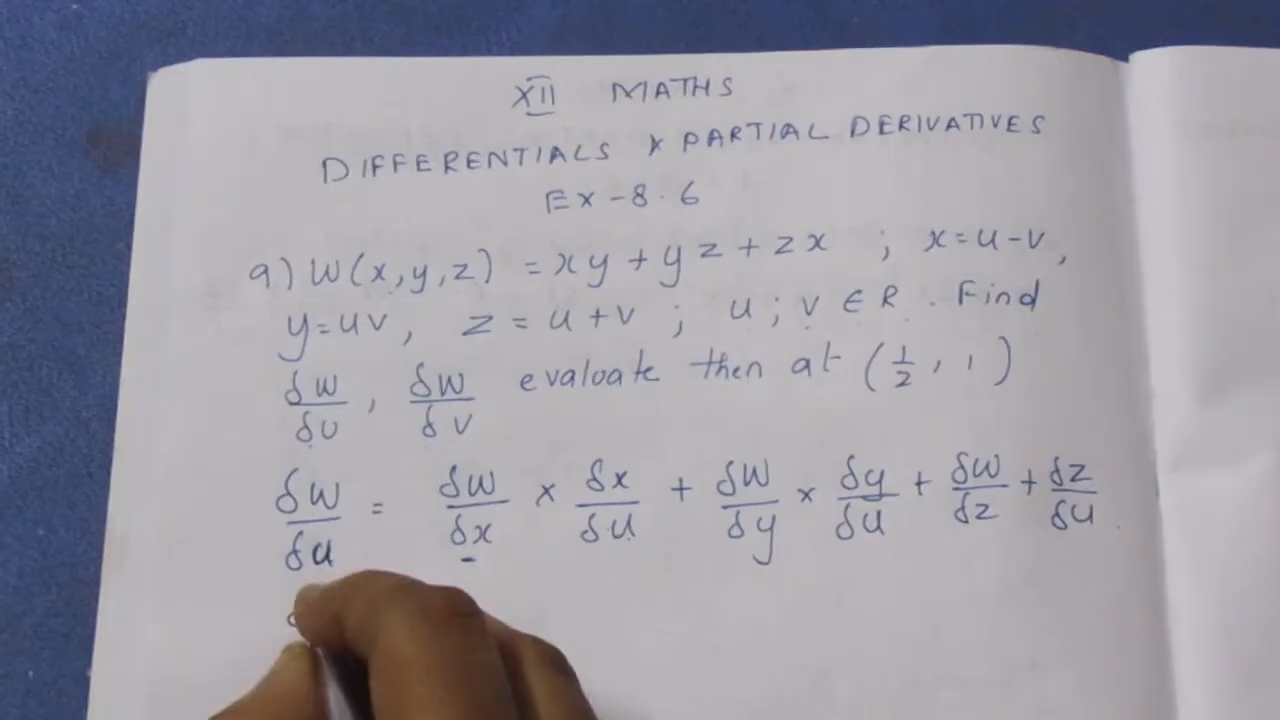 XII MATHS
DIFFERENTIALS & PARTIAL DERIVATIVES
EX-8.6
9) W(x,y,z) = xy + yz + zx ; x=u-v,
y=uv, z = u+v ; u ; v ∈ R. Find
δw/δu, δw/δv evaluate then at (1/2, 1)
δw/δu = δw/δx × δx/δu + δw/δy × δy/δu + δw/δz + δz/δu.